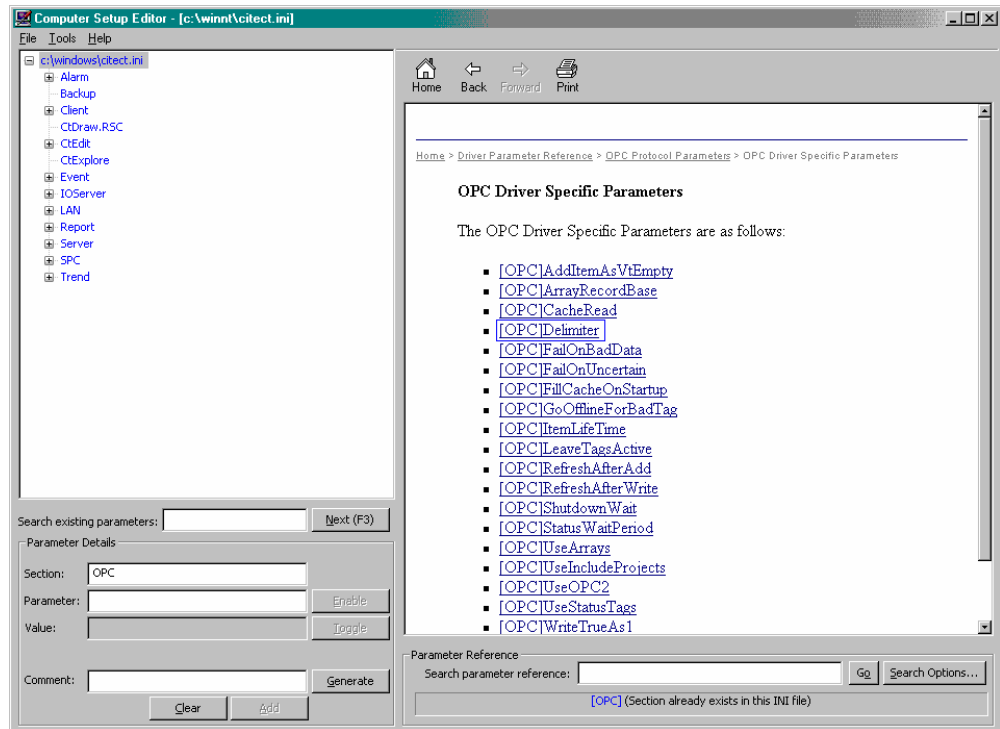 Computer Setup Editor - [c:\winnt\citect.ini]
File Tools Help
c:\windows\citect.ini
Alarm
Backup
Client
CtDraw.RSC
CtEdit
CtExplore
Event
IOServer
LAN
Report
Server
SPC
Trend
Search existing parameters:
Next (F3)
Parameter Details
Section: OPC
Parameter:
Enable
Value:
Toggle
Comment:
Generate
Clear Add
Home Back Forward Print
Home > Driver Parameter Reference > OPC Protocol Parameters > OPC Driver Specific Parameters
OPC Driver Specific Parameters
The OPC Driver Specific Parameters are as follows:
[OPC]AddItemAsVtEmpty
[OPC]ArrayRecordBase
[OPC]CacheRead
[OPC]Delimiter
[OPC]FailOnBadData
[OPC]FailOnUncertain
[OPC]FillCacheOnStartup
[OPC]GoOfflineForBadTag
[OPC]ItemLifeTime
[OPC]LeaveTagsActive
[OPC]RefreshAfterAdd
[OPC]RefreshAfterWrite
[OPC]ShutdownWait
[OPC]StatusWaitPeriod
[OPC]UseArrays
[OPC]UseIncludeProjects
[OPC]UseOPC2
[OPC]UseStatusTags
[OPC]WriteTrueAs1
Parameter Reference
Search parameter reference:
Go Search Options...
[OPC] (Section already exists in this INI file)